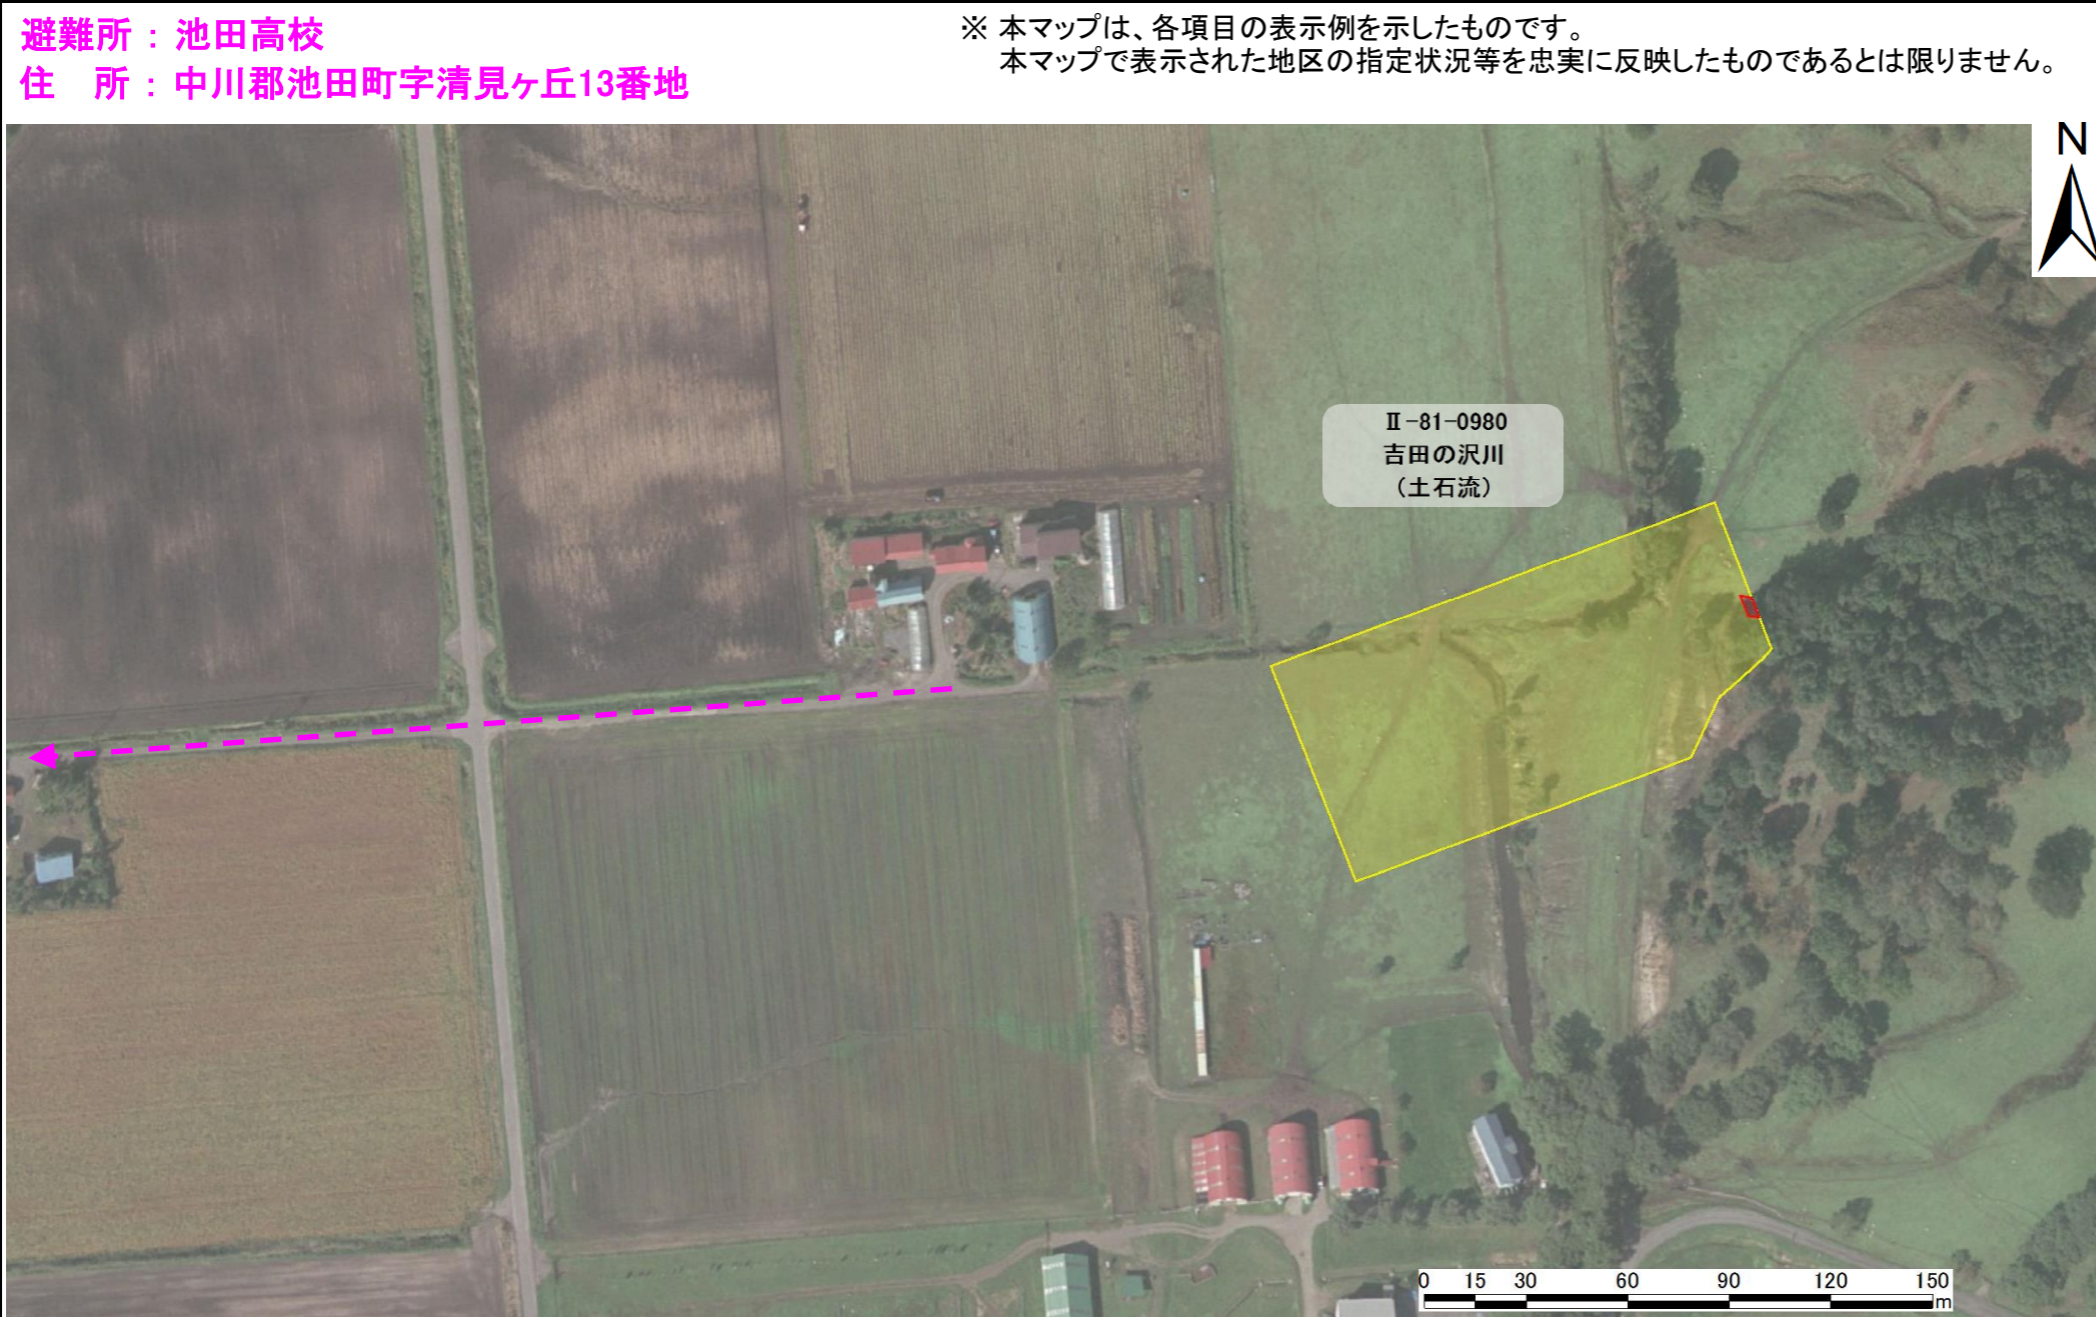 避難所：池田高校
住　所：中川郡池田町字清見ヶ丘13番地
※ 本マップは、各項目の表示例を示したものです。
本マップで表示された地区の指定状況等を忠実に反映したものであるとは限りません。
N
Ⅱ-81-0980
吉田の沢川
（土石流）
0 15 30 60 90 120 150
m